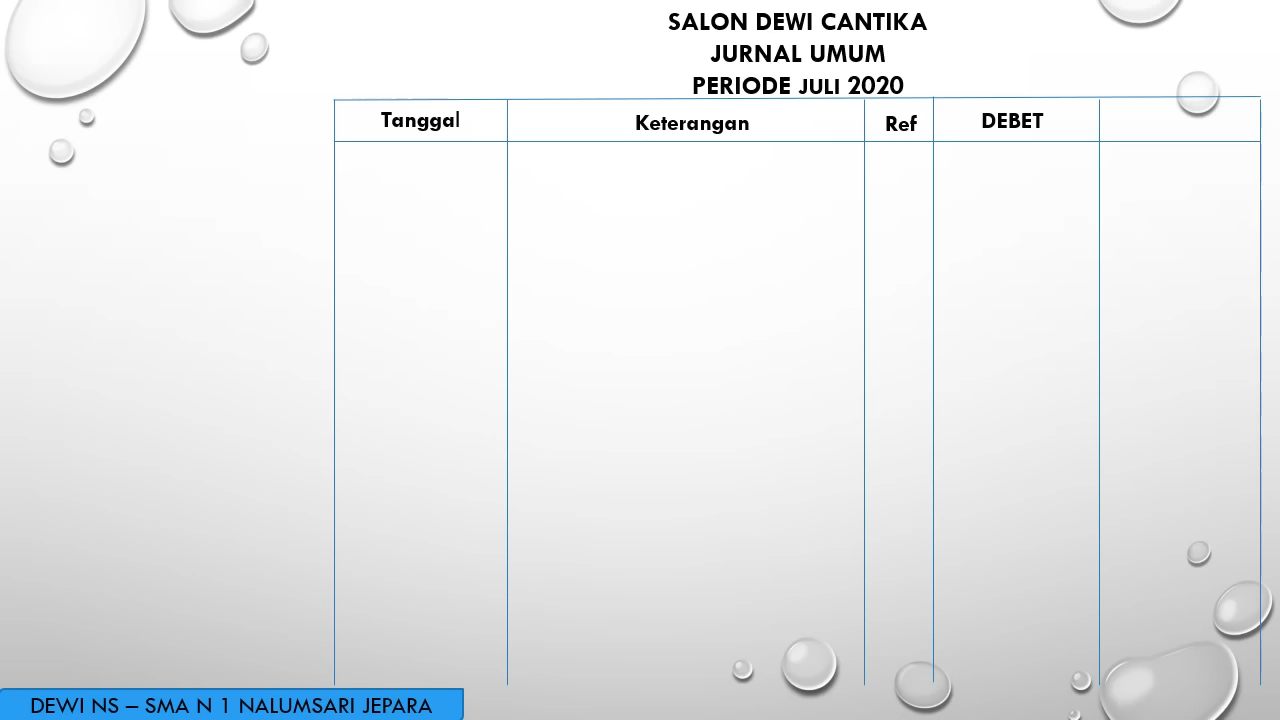 SALON DEWI CANTIKA
JURNAL UMUM
PERIODE JULI 2020
Tanggal Keterangan Ref DEBET
DEWI NS – SMA N 1 NALUMSARI JEPARA